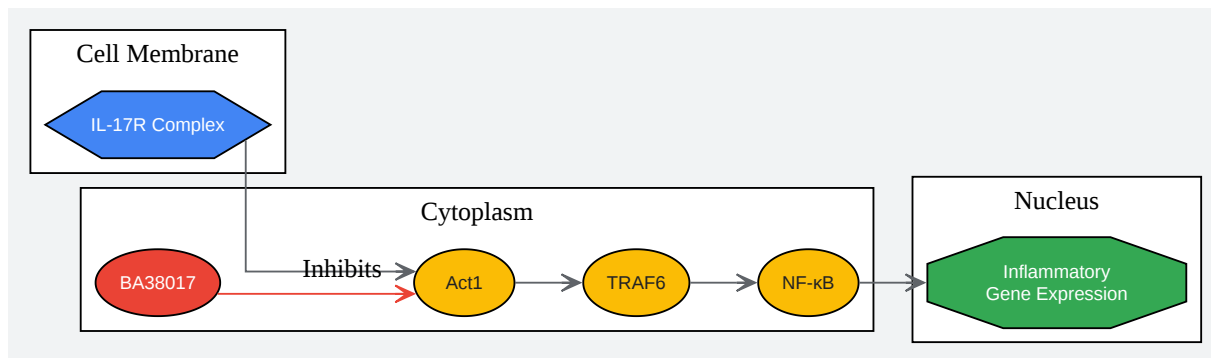 Cell Membrane
IL-17R Complex
Cytoplasm
BA38017
Inhibits
Act1
TRAF6
NF-κB
Nucleus
Inflammatory
Gene Expression